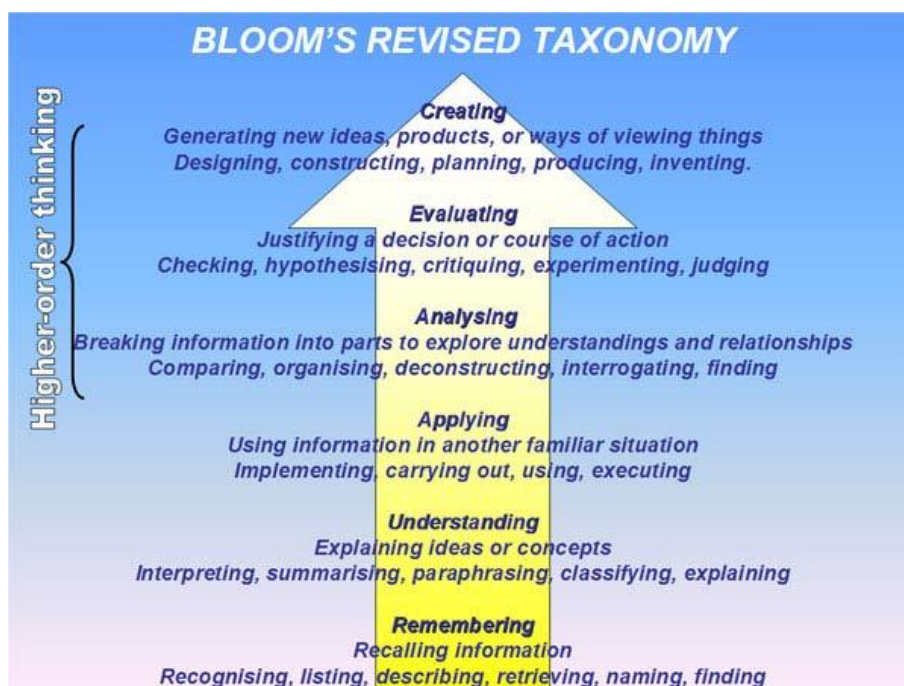 BLOOM'S REVISED TAXONOMY
Higher-order thinking
Creating
Generating new ideas, products, or ways of viewing things
Designing, constructing, planning, producing, inventing.
Evaluating
Justifying a decision or course of action
Checking, hypothesising, critiquing, experimenting, judging
Analysing
Breaking information into parts to explore understandings and relationships
Comparing, organising, deconstructing, interrogating, finding
Applying
Using information in another familiar situation
Implementing, carrying out, using, executing
Understanding
Explaining ideas or concepts
Interpreting, summarising, paraphrasing, classifying, explaining
Remembering
Recalling information
Recognising, listing, describing, retrieving, naming, finding